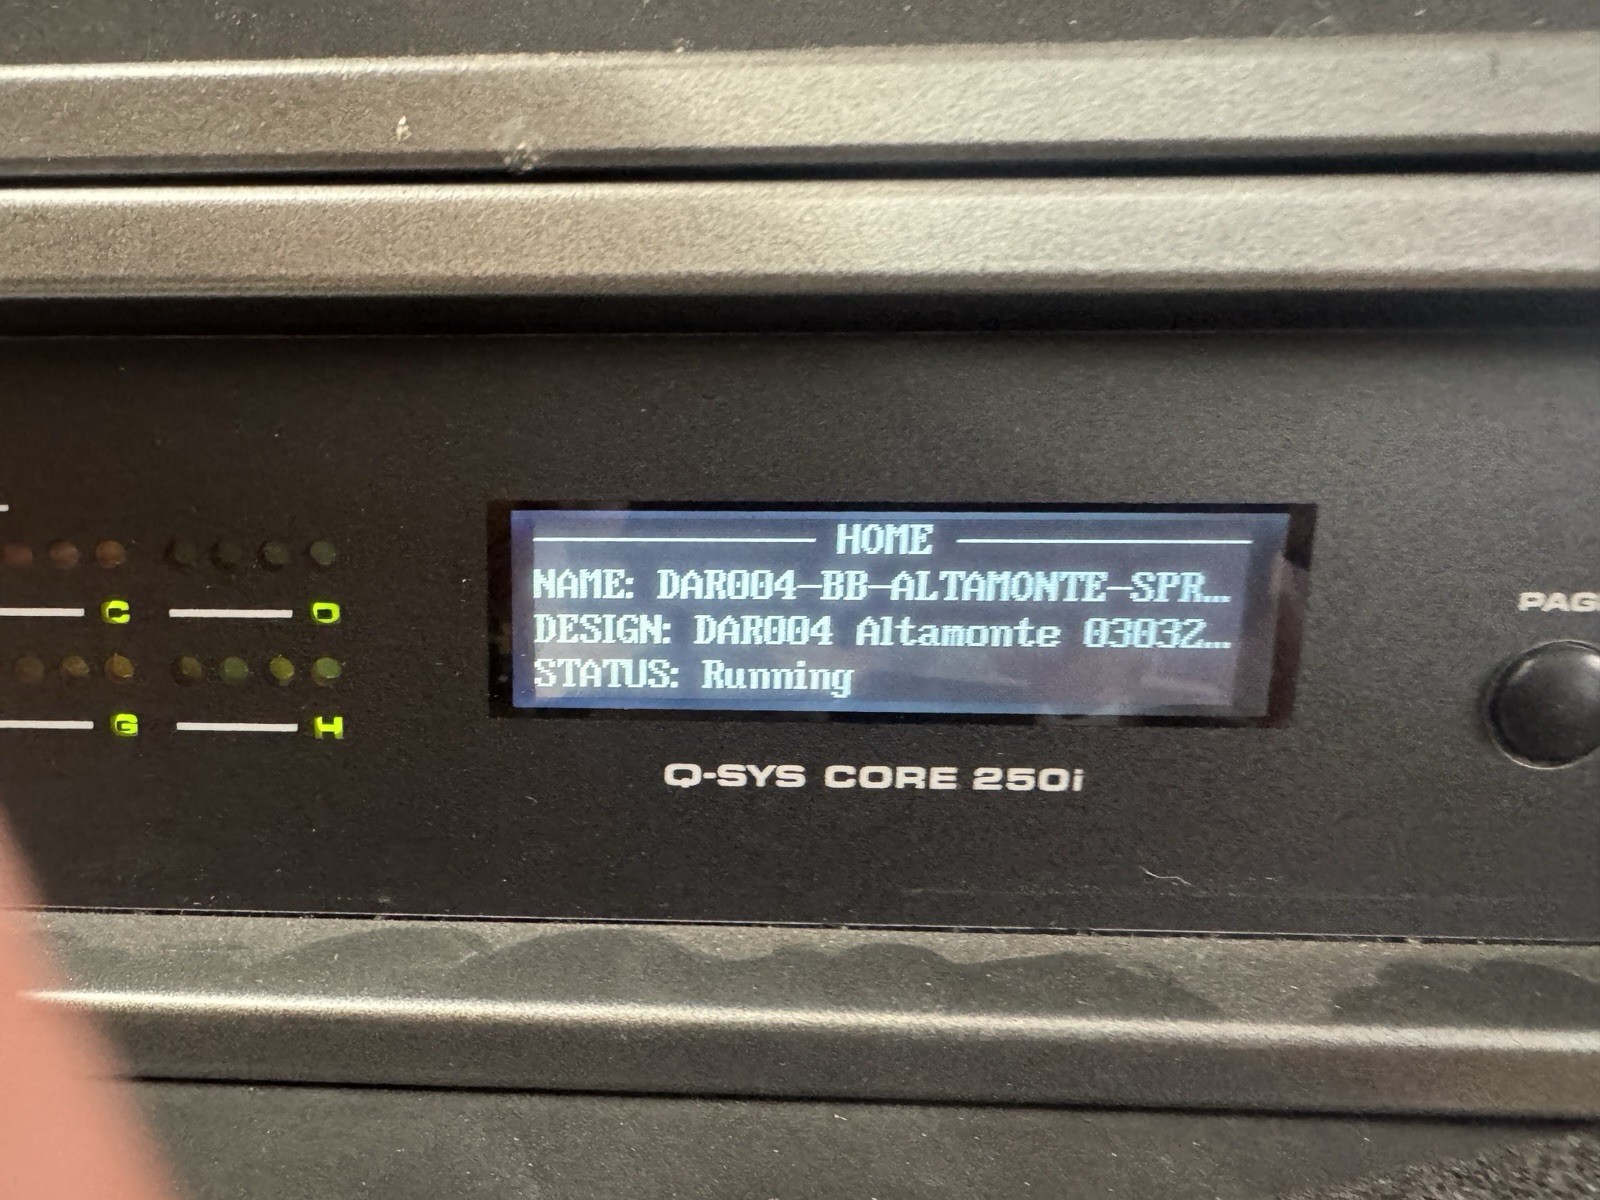 HOME
NAME: DAR004-BB-ALTAMONTE-SPR...
DESIGN: DAR004 Altamonte 03032...
STATUS: Running
C D
G H
PAG
Q-SYS CORE 250i